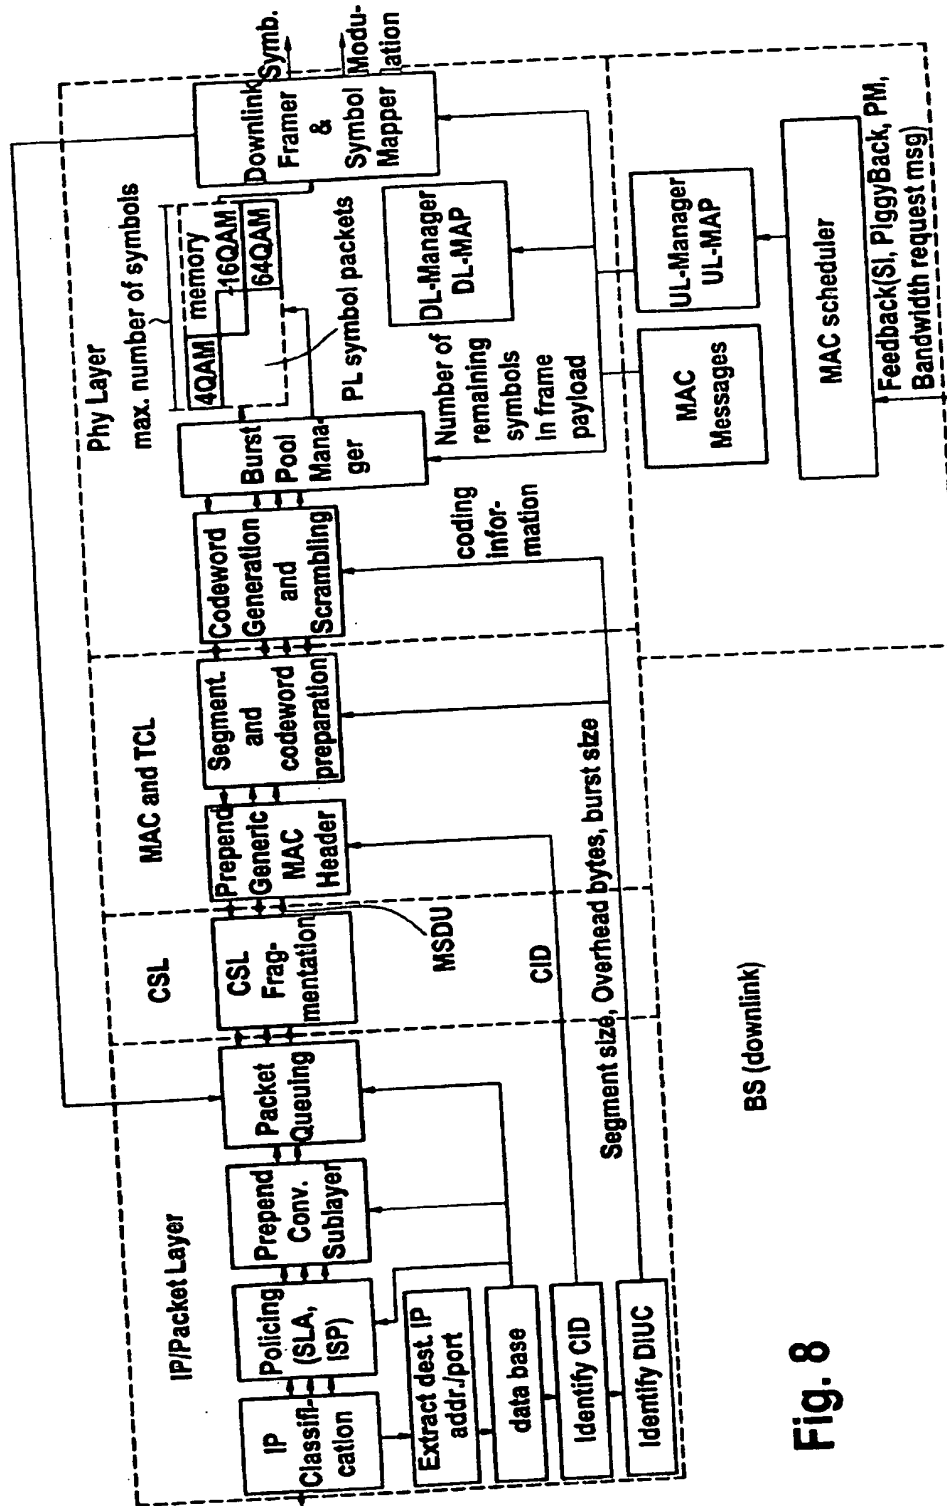 IP/Packet Layer
CSL
MAC and TCL
Phy Layer
max. number of symbols
IP
Classifi-
cation
Policing
(SLA,
ISP)
Prepend
Conv.
Sublayer
Packet
Queuing
CSL
Frag-
mentation
Prepend
Generic
MAC
Header
Segment.
and
codeword
preparation
Codeword
Generation
and
Scrambling
Burst
Pool
Mana-
ger
4QAM
memory
16QAM
64QAM
Downlink
Framer
&
Symbol
Mapper
Symb.
Modu-
lation
PL symbol packets
MSDU
Extract dest. IP
addr./port
data base
Identify CID
Identify DIUC
CID
Segment size, Overhead bytes, burst size
coding
infor-
mation
Number of
remaining
symbols
in frame
payload
DL-Manager
DL-MAP
MAC
Messages
UL-Manager
UL-MAP
MAC scheduler
Feedback(SI, PiggyBack, PM,
Bandwidth request msg)
BS (downlink)
Fig. 8